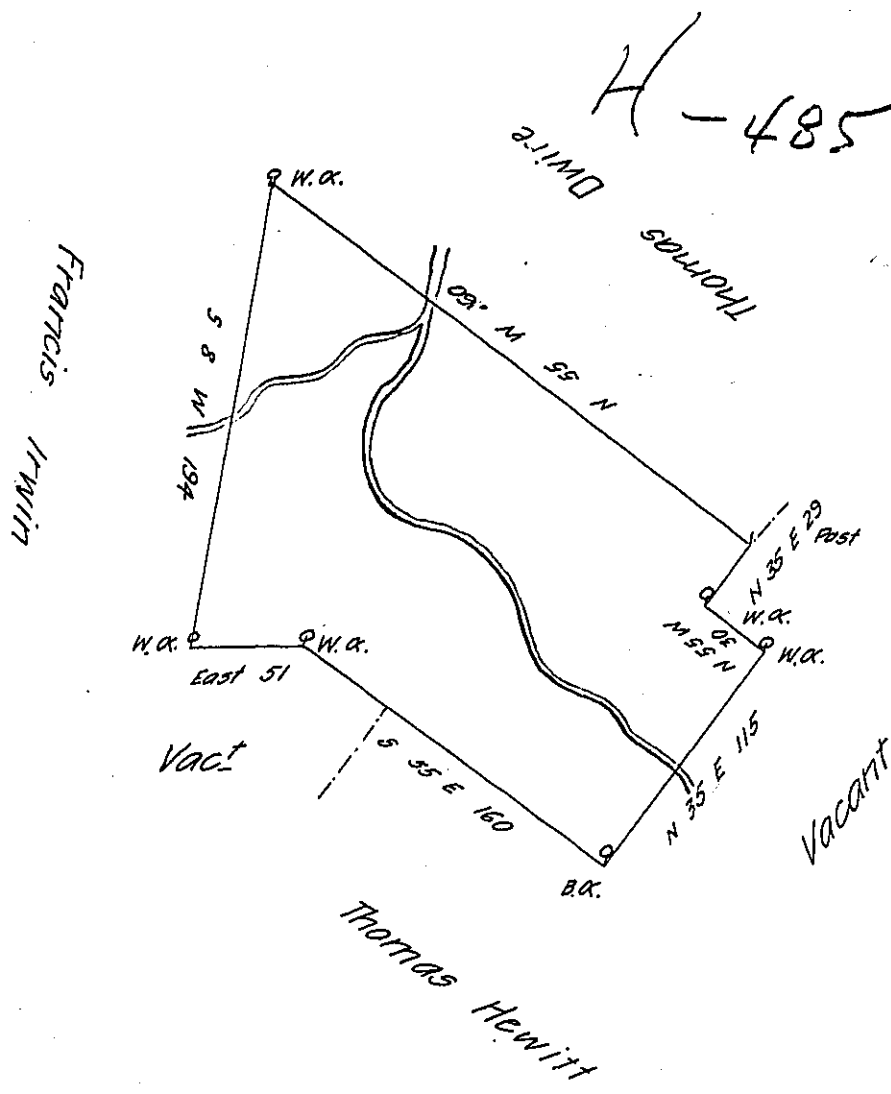 H-485
Thomas Dwire
W.O.
Francis Irwin
S 8 W 194
N 55 W 260
N 35 E 29
Post
W.O.
N 55 W
30
W.O.
W.O.
East 51
W.O.
Vac.t
S 55 E 160
N 35 E 115
Vacant
B.O.
Thomas Hewitt